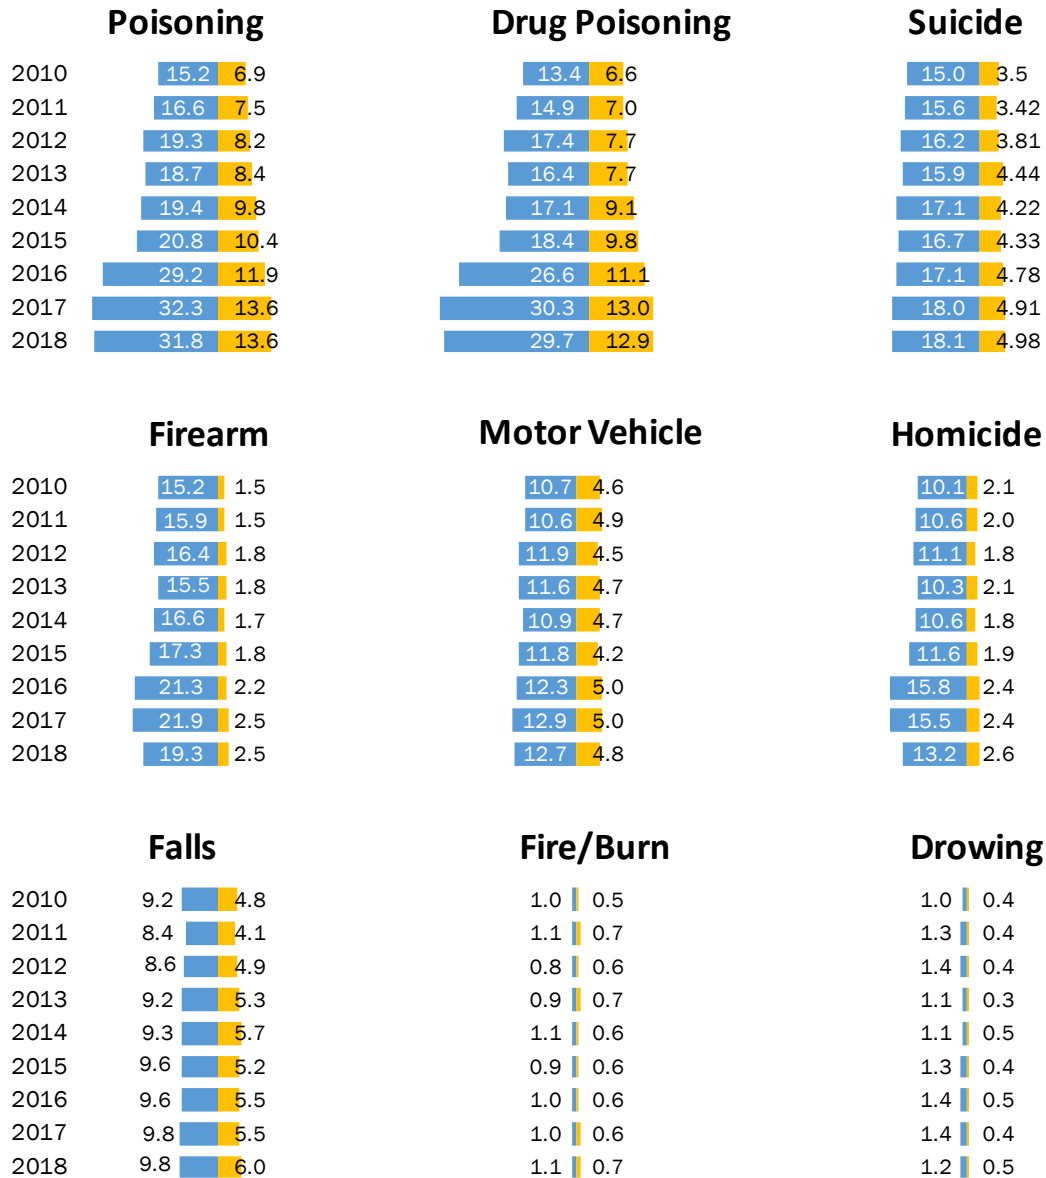 Poisoning Drug Poisoning Suicide
2010 15.2 6.9 13.4 6.6 15.0 3.5
2011 16.6 7.5 14.9 7.0 15.6 3.42
2012 19.3 8.2 17.4 7.7 16.2 3.81
2013 18.7 8.4 16.4 7.7 15.9 4.44
2014 19.4 9.8 17.1 9.1 17.1 4.22
2015 20.8 10.4 18.4 9.8 16.7 4.33
2016 29.2 11.9 26.6 11.1 17.1 4.78
2017 32.3 13.6 30.3 13.0 18.0 4.91
2018 31.8 13.6 29.7 12.9 18.1 4.98
Firearm Motor Vehicle Homicide
2010 15.2 1.5 10.7 4.6 10.1 2.1
2011 15.9 1.5 10.6 4.9 10.6 2.0
2012 16.4 1.8 11.9 4.5 11.1 1.8
2013 15.5 1.8 11.6 4.7 10.3 2.1
2014 16.6 1.7 10.9 4.7 10.6 1.8
2015 17.3 1.8 11.8 4.2 11.6 1.9
2016 21.3 2.2 12.3 5.0 15.8 2.4
2017 21.9 2.5 12.9 5.0 15.5 2.4
2018 19.3 2.5 12.7 4.8 13.2 2.6
Falls Fire/Burn Drowing
2010 9.2 4.8 1.0 0.5 1.0 0.4
2011 8.4 4.1 1.1 0.7 1.3 0.4
2012 8.6 4.9 0.8 0.6 1.4 0.4
2013 9.2 5.3 0.9 0.7 1.1 0.3
2014 9.3 5.7 1.1 0.6 1.1 0.5
2015 9.6 5.2 0.9 0.6 1.3 0.4
2016 9.6 5.5 1.0 0.6 1.4 0.5
2017 9.8 5.5 1.0 0.6 1.4 0.4
2018 9.8 6.0 1.1 0.7 1.2 0.5